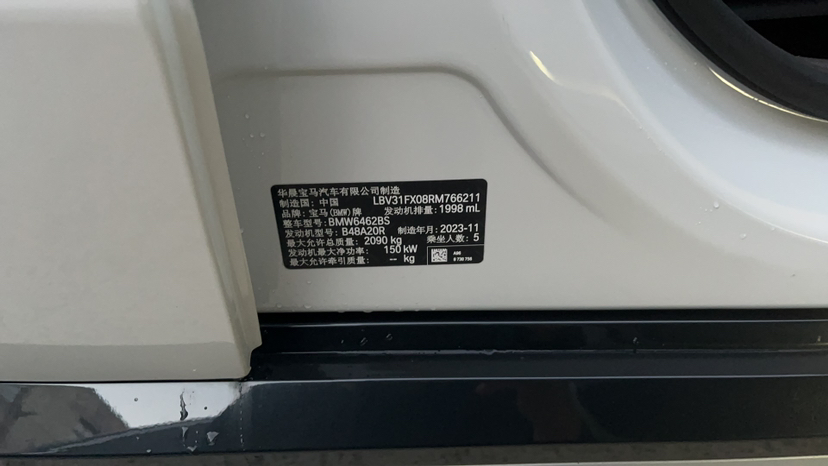 华晨宝马汽车有限公司制造
制造国: 中国 LBV31FX08RM766211
品牌: 宝马(BMW)牌 发动机排量: 1998 mL
整车型号: BMW6462BS
发动机型号: B48A20R 制造年月: 2023-11
最大允许总质量: 2090 kg 乘坐人数: 5
发动机最大净功率: 150 kW
最大允许牵引质量: -- kg